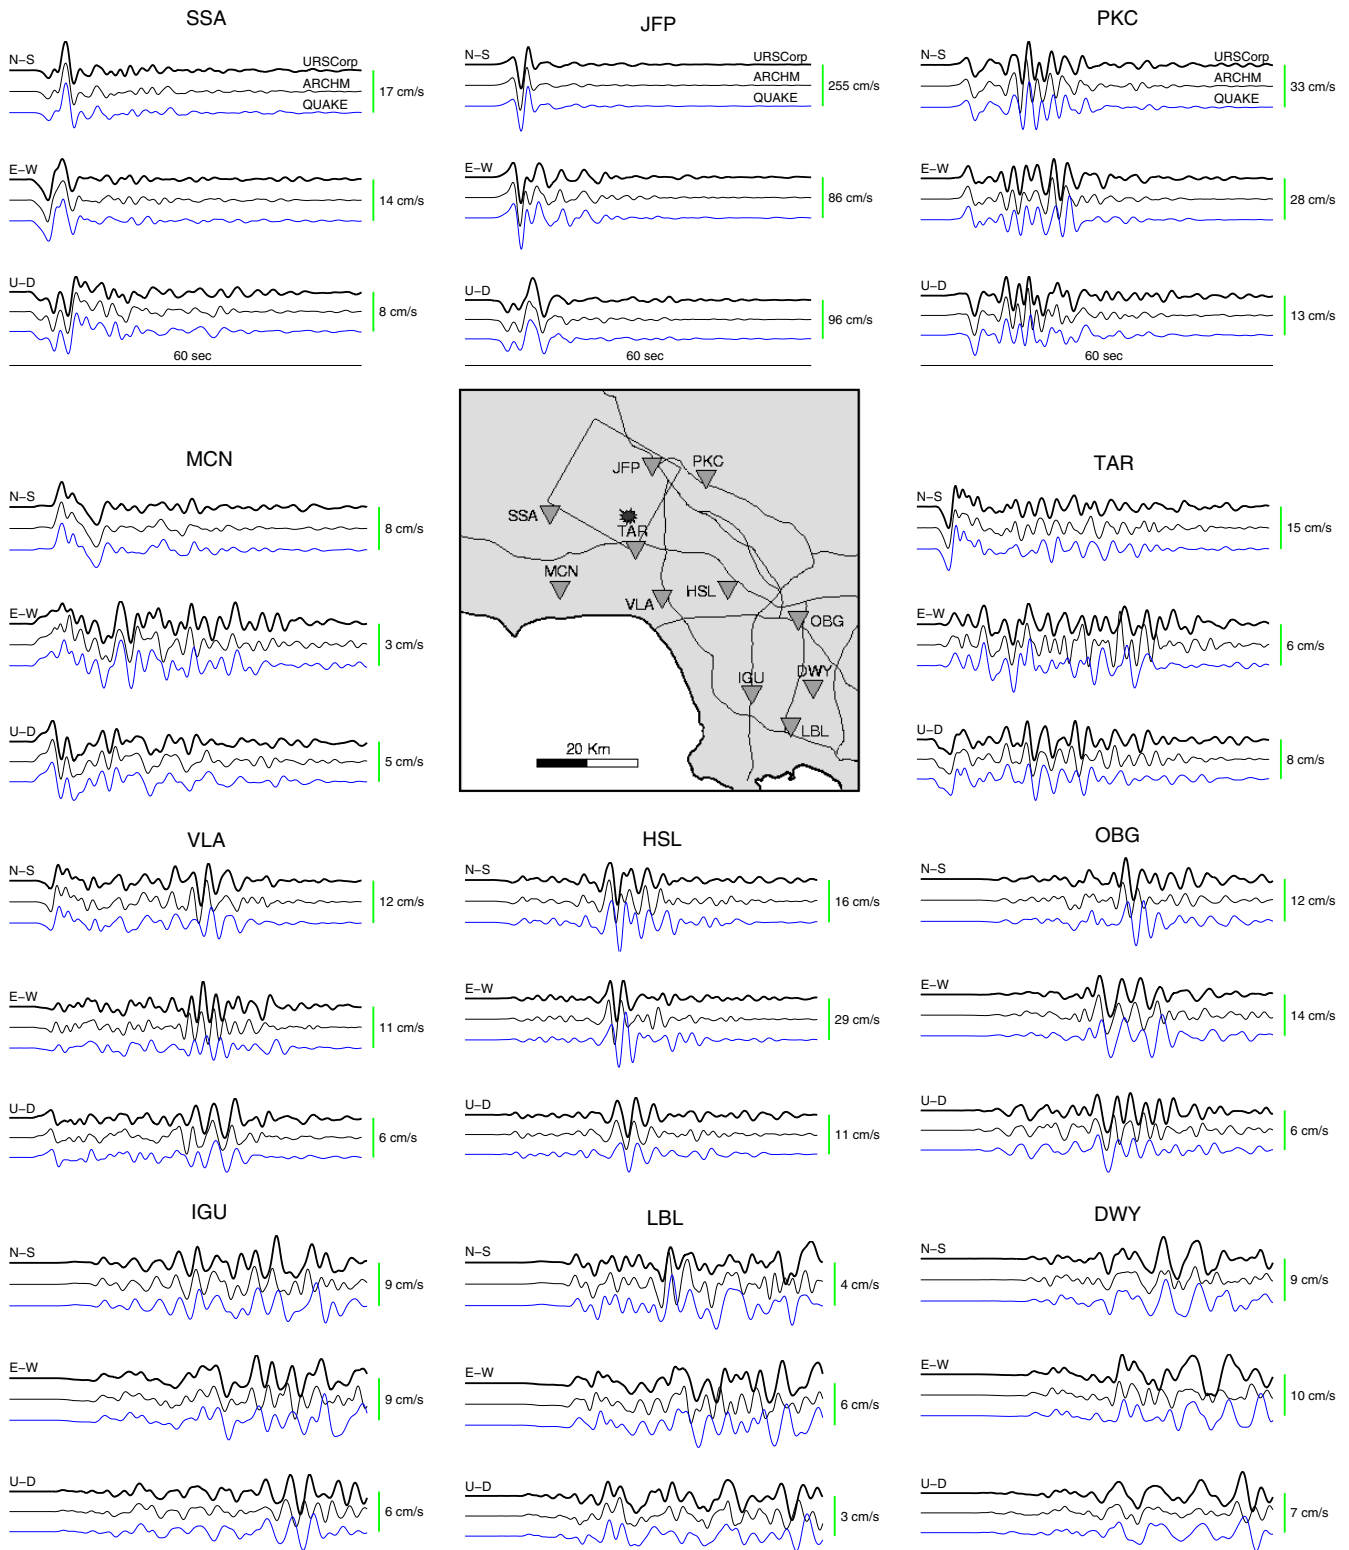 SSA
N–S
URSCorp
ARCHM
QUAKE
17 cm/s
E–W
14 cm/s
U–D
8 cm/s
60 sec
JFP
N–S
URSCorp
ARCHM
QUAKE
255 cm/s
E–W
86 cm/s
U–D
96 cm/s
60 sec
PKC
N–S
URSCorp
ARCHM
QUAKE
33 cm/s
E–W
28 cm/s
U–D
13 cm/s
60 sec
MCN
N–S
8 cm/s
E–W
3 cm/s
U–D
5 cm/s
JFP
PKC
SSA
TAR
MCN
VLA
HSL
OBG
IGU
DWY
LBL
20 Km
TAR
N–S
15 cm/s
E–W
6 cm/s
U–D
8 cm/s
VLA
N–S
12 cm/s
E–W
11 cm/s
U–D
6 cm/s
HSL
N–S
16 cm/s
E–W
29 cm/s
U–D
11 cm/s
OBG
N–S
12 cm/s
E–W
14 cm/s
U–D
6 cm/s
IGU
N–S
9 cm/s
E–W
9 cm/s
U–D
6 cm/s
LBL
N–S
4 cm/s
E–W
6 cm/s
U–D
3 cm/s
DWY
N–S
9 cm/s
E–W
10 cm/s
U–D
7 cm/s